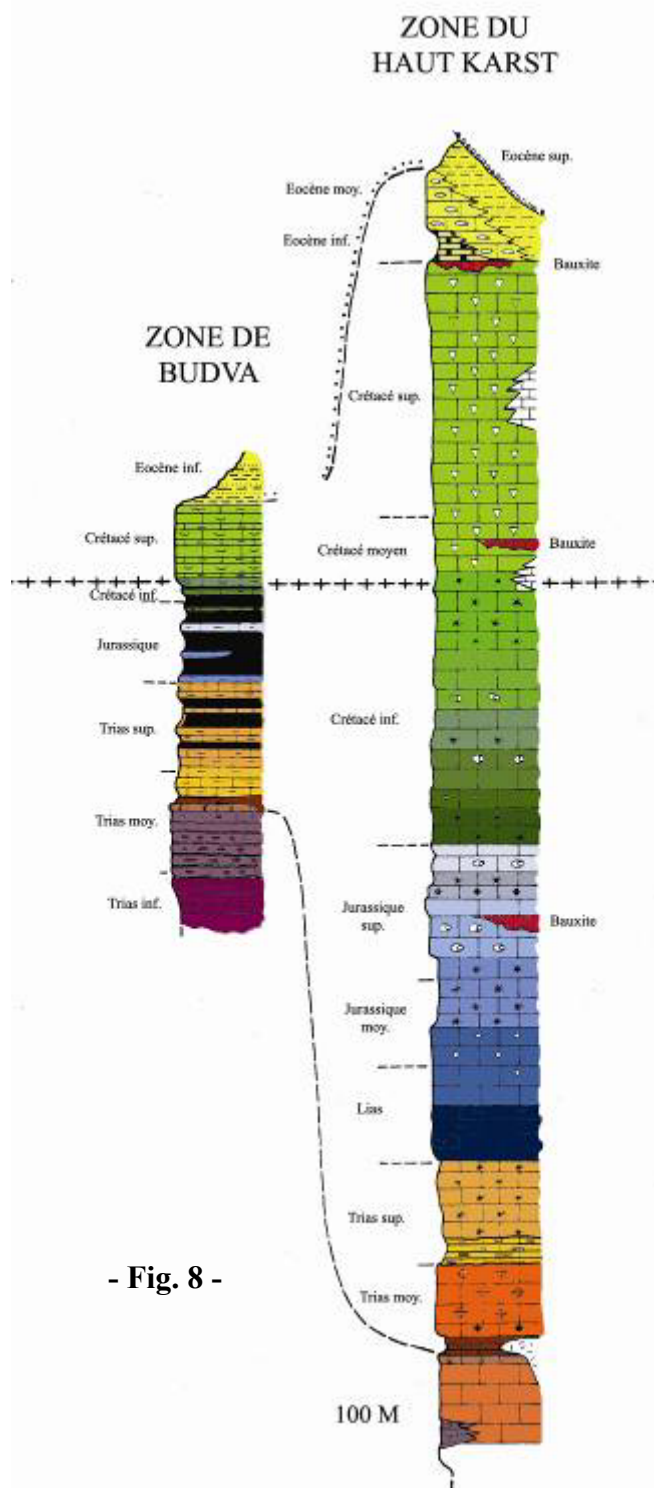 ZONE DU
HAUT KARST
Eocène sup.
Eocène moy.
Eocène inf.
Bauxite
ZONE DE
BUDVA
Crétacé sup.
Eocène inf.
Crétacé sup.
Crétacé moyen
Bauxite
Crétacé inf.
Jurassique
Trias sup.
Crétacé inf.
Trias moy.
Trias inf.
Jurassique
sup.
Bauxite
Jurassique
moy.
Lias
Trias sup.
- Fig. 8 -
Trias moy.
100 M